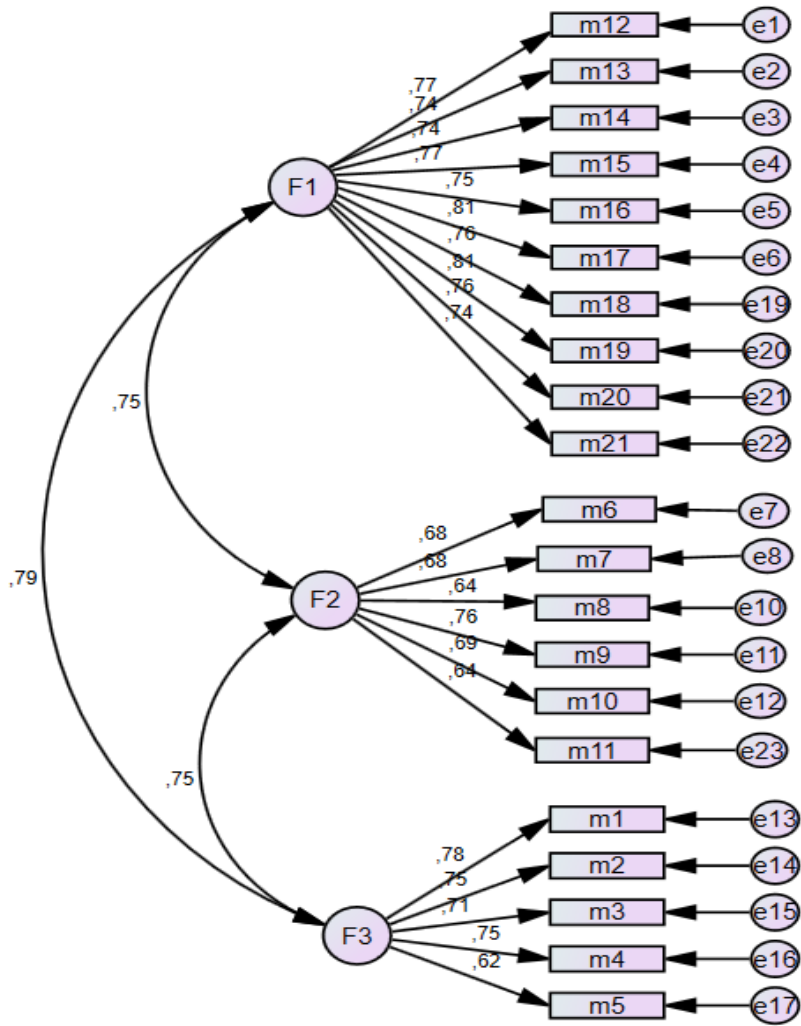 m12 e1
m13 e2
,77
,74
m14 e3
,74
,77
m15 e4
F1
,75
m16 e5
,81
,76
m17 e6
,81
,76
m18 e19
,74
m19 e20
m20 e21
,75
m21 e22
m6 e7
,68
,68
m7 e8
,79
,64
F2
m8 e10
,76
,69
m9 e11
,64
m10 e12
m11 e23
,75
m1 e13
,78
,75
m2 e14
,71
m3 e15
F3
,75
m4 e16
,62
m5 e17